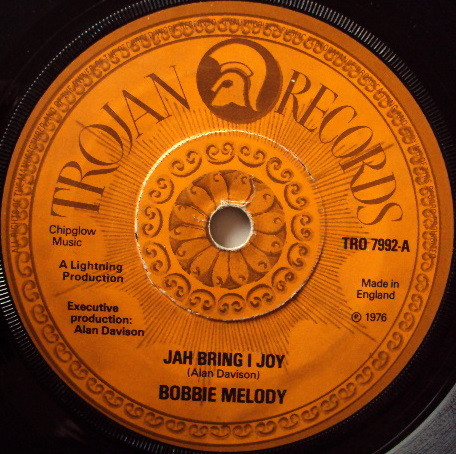 TROJAN RECORDS
Chipglow
Music
TRO 7992-A
A Lightning
Production
Made in
England
Executive
production:
Alan Davison
℗ 1976
JAH BRING I JOY
(Alan Davison)
BOBBIE MELODY